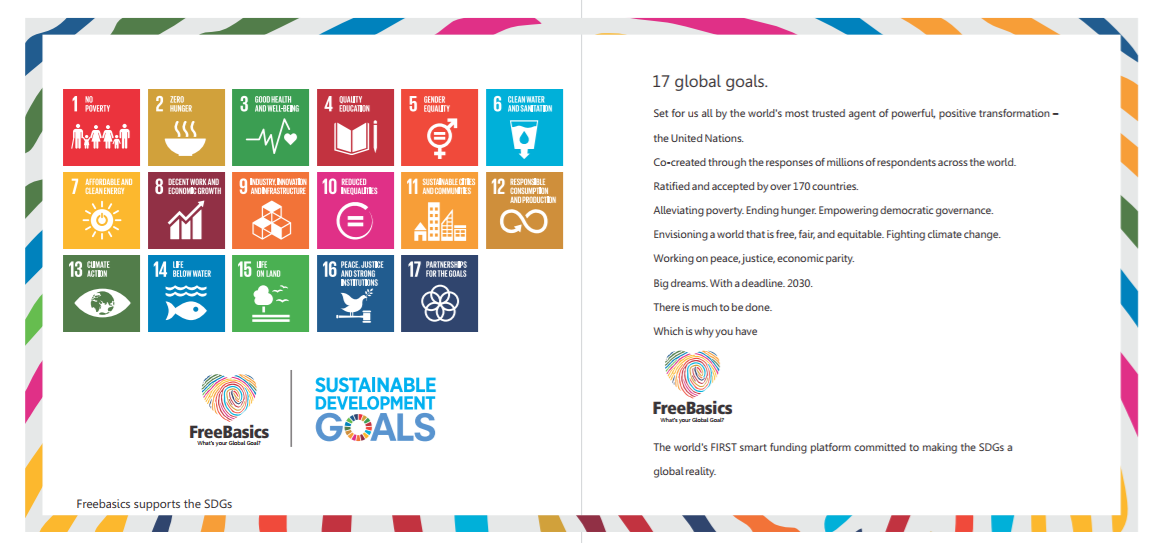 1 NO
POVERTY
2 ZERO
HUNGER
3 GOOD HEALTH
AND WELL-BEING
4 QUALITY
EDUCATION
5 GENDER
EQUALITY
6 CLEAN WATER
AND SANITATION
7 AFFORDABLE AND
CLEAN ENERGY
8 DECENT WORK AND
ECONOMIC GROWTH
9 INDUSTRY, INNOVATION
AND INFRASTRUCTURE
10 REDUCED
INEQUALITIES
11 SUSTAINABLE CITIES
AND COMMUNITIES
12 RESPONSIBLE
CONSUMPTION
AND PRODUCTION
13 CLIMATE
ACTION
14 LIFE
BELOW WATER
15 LIFE
ON LAND
16 PEACE, JUSTICE
AND STRONG
INSTITUTIONS
17 PARTNERSHIPS
FOR THE GOALS
FreeBasics
What's your Global Goal?
SUSTAINABLE
DEVELOPMENT
GOALS
Freebasics supports the SDGs
17 global goals.
Set for us all by the world's most trusted agent of powerful, positive transformation –
the United Nations.
Co-created through the responses of millions of respondents across the world.
Ratified and accepted by over 170 countries.
Alleviating poverty. Ending hunger. Empowering democratic governance.
Envisioning a world that is free, fair, and equitable. Fighting climate change.
Working on peace, justice, economic parity.
Big dreams. With a deadline. 2030.
There is much to be done.
Which is why you have
FreeBasics
What's your Global Goal?
The world's FIRST smart funding platform committed to making the SDGs a
global reality.